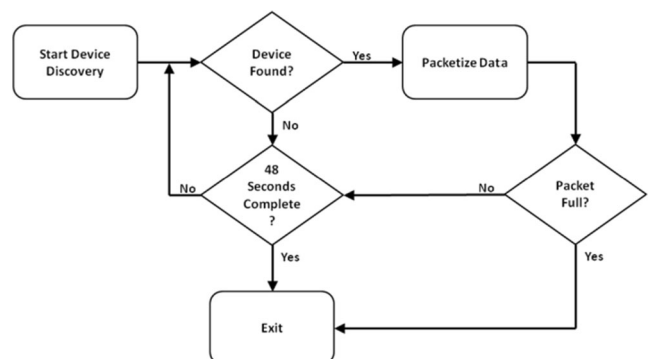 Start Device
Discovery
Device
Found?
Yes
Packetize Data
No
48
Seconds
Complete
?
No
No
Packet
Full?
Yes
Yes
Exit